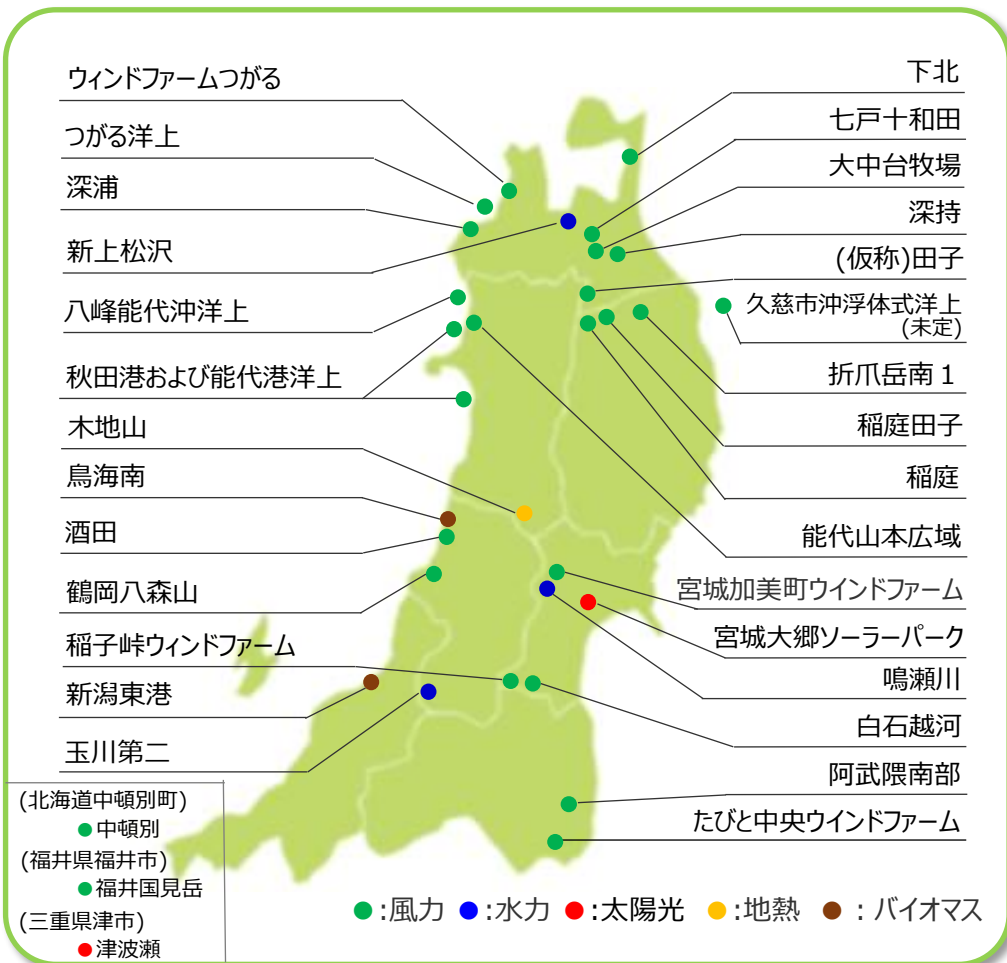 ウィンドファームつがる
つがる洋上
深浦
新上松沢
八峰能代沖洋上
秋田港および能代港洋上
木地山
鳥海南
酒田
鶴岡八森山
稲子峠ウィンドファーム
新潟東港
玉川第二
下北
七戸十和田
大中台牧場
深持
(仮称)田子
久慈市沖浮体式洋上
(未定)
折爪岳南1
稲庭田子
稲庭
能代山本広域
宮城加美町ウインドファーム
宮城大郷ソーラーパーク
鳴瀬川
白石越河
阿武隈南部
たびと中央ウインドファーム
(北海道中頓別町)
中頓別
(福井県福井市)
福井国見岳
(三重県津市)
津波瀬
:風力 :水力 :太陽光 :地熱 : バイオマス